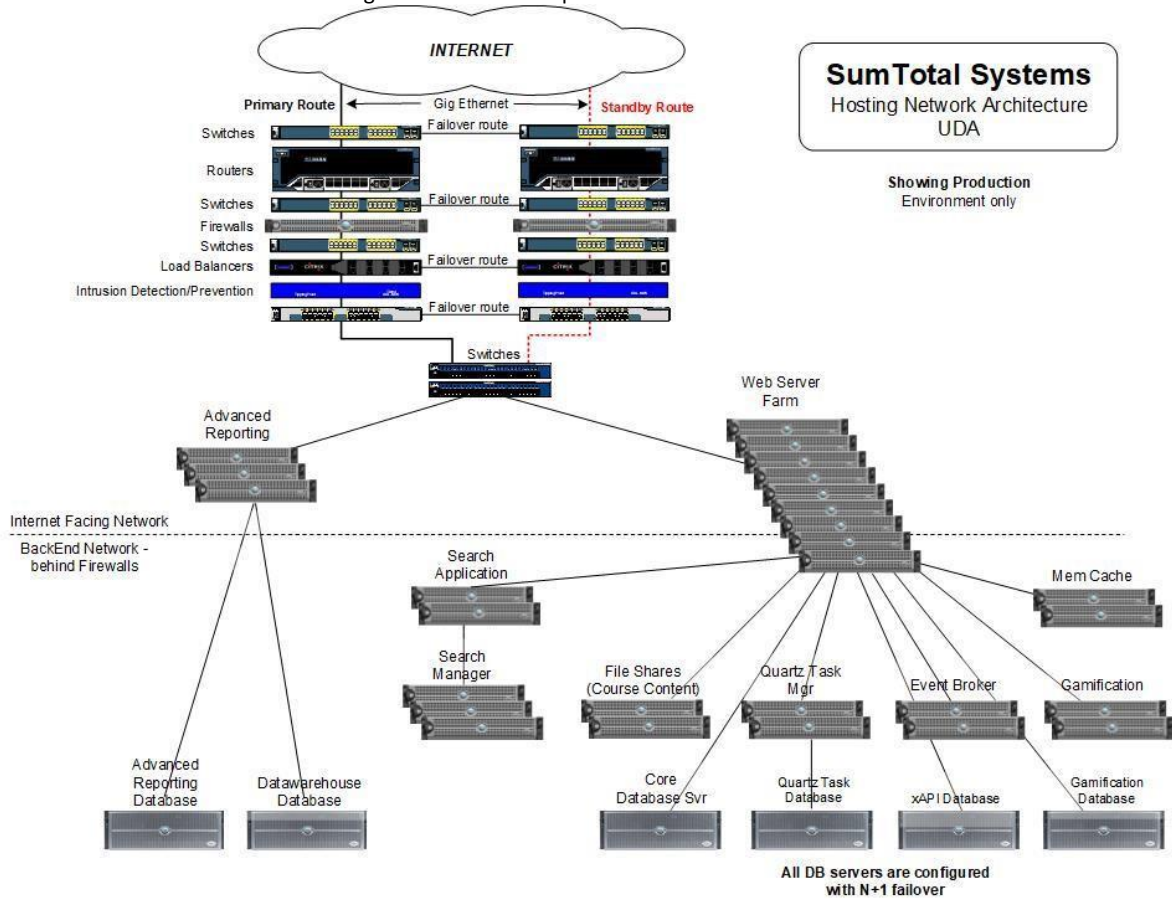 INTERNET
SumTotal Systems
Hosting Network Architecture
UDA
Primary Route
Gig Ethernet
Standby Route
Switches
Failover route
Routers
Showing Production
Environment only
Switches
Failover route
Firewalls
Switches
Load Balancers
Failover route
CITRIX
CITRIX
Intrusion Detection/Prevention
Failover route
Switches
Web Server
Farm
Advanced
Reporting
Internet Facing Network
BackEnd Network -
behind Firewalls
Search
Application
Mem Cache
Search
Manager
File Shares
(Course Content)
Quartz Task
Mgr
Event Broker
Gamification
Advanced
Reporting
Database
Datawarehouse
Database
Core
Database Svr
Quartz Task
Database
xAPI Database
Gamification
Database
All DB servers are configured
with N+1 failover